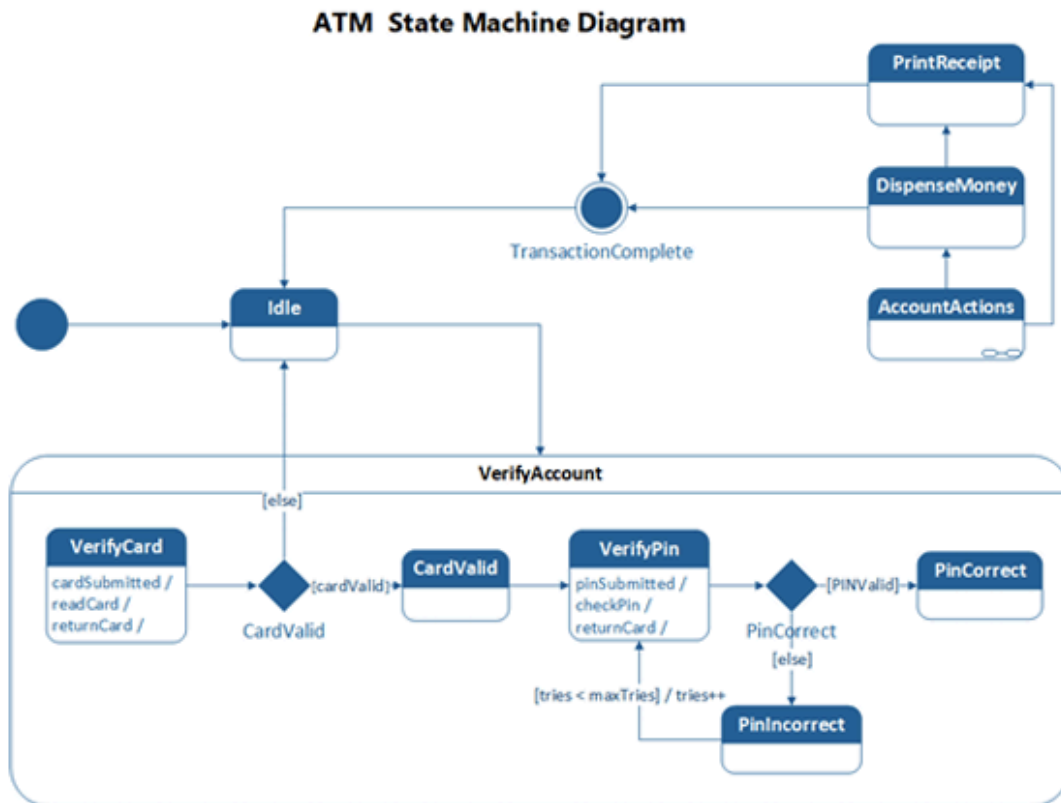 ATM State Machine Diagram
PrintReceipt
DispenseMoney
TransactionComplete
AccountActions
Idle
VerifyAccount
[else]
VerifyCard
cardSubmitted /
readCard /
returnCard /
CardValid
[cardValid]
CardValid
VerifyPin
pinSubmitted /
checkPin /
returnCard /
PinCorrect
[PINValid]
PinCorrect
[else]
[tries < maxTries] / tries++
PinIncorrect